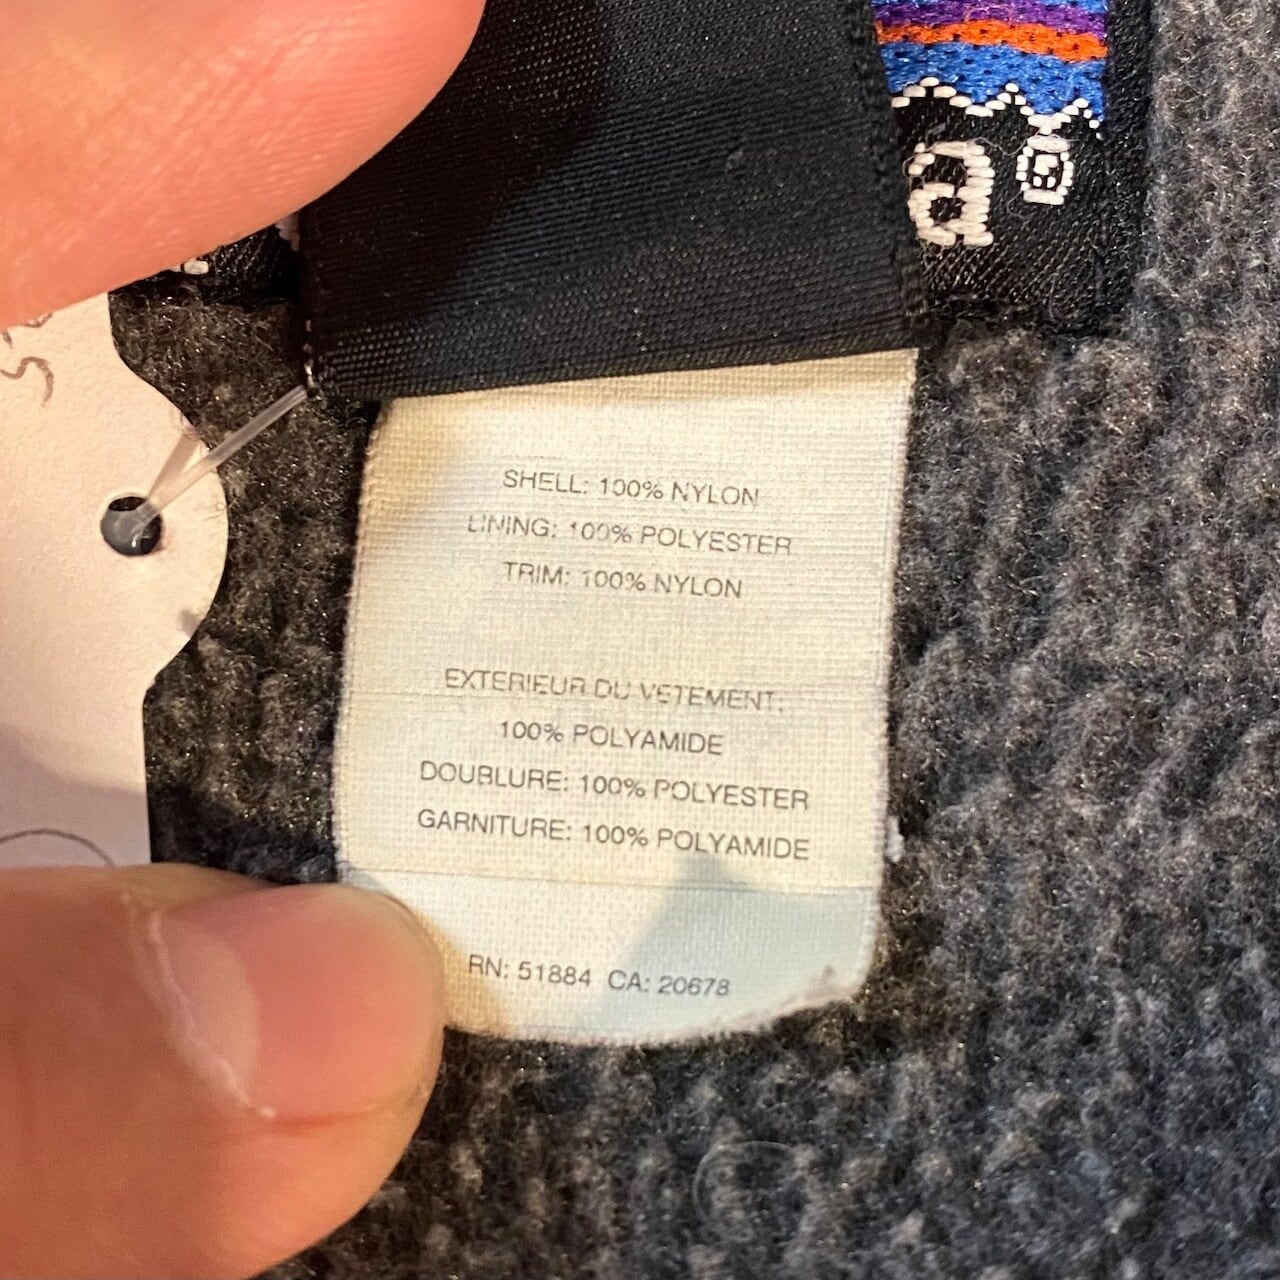 a®
SHELL: 100% NYLON
LINING: 100% POLYESTER
TRIM: 100% NYLON
EXTERIEUR DU VETEMENT:
100% POLYAMIDE
DOUBLURE: 100% POLYESTER
GARNITURE: 100% POLYAMIDE
RN: 51884 CA: 20678